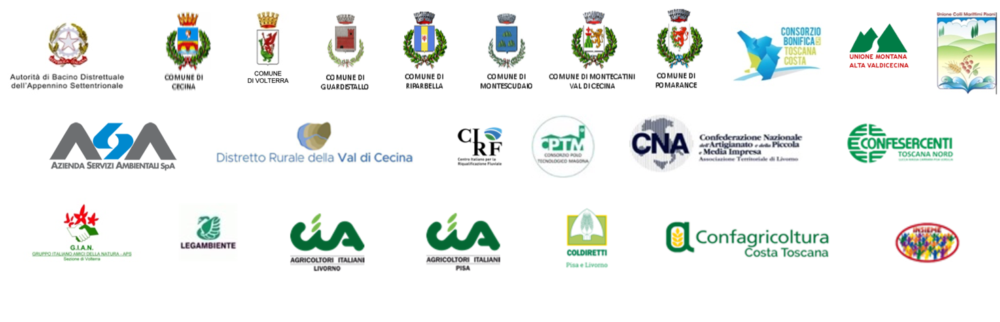 Autorità di Bacino Distrettuale
dell'Appennino Settentrionale
COMUNE DI
CECINA
COMUNE
DI VOLTERRA
COMUNE DI
GUARDISTALLO
COMUNE DI
RIPARBELLA
COMUNE DI
MONTESCUDAIO
COMUNE DI MONTECATINI
VAL DI CECINA
COMUNE DI
POMARANCE
CONSORZIO
BONIFICA 5
TOSCANA
COSTA
UNIONE MONTANA
ALTA VALDICECINA
Unione Colli Marittimi Pisani
ASA
AZIENDA SERVIZI AMBIENTALI SpA
Distretto Rurale della Val di Cecina
CIRF
Centro Italiano per la
Riqualificazione Fluviale
CPTM
CONSORZIO POLO
TECNOLOGICO MAGONA
CNA
Confederazione Nazionale
dell'Artigianato e della Piccola
e Media Impresa
Associazione Territoriale di Livorno
CONFESERCENTI
TOSCANA NORD
G.I.A.N.
GRUPPO ITALIANO AMICI DELLA NATURA - APS
Sezione di Volterra
LEGAMBIENTE
CIA
AGRICOLTORI ITALIANI
LIVORNO
CIA
AGRICOLTORI ITALIANI
PISA
COLDIRETTI
Pisa e Livorno
a Confagricoltura
Costa Toscana
INSIEME